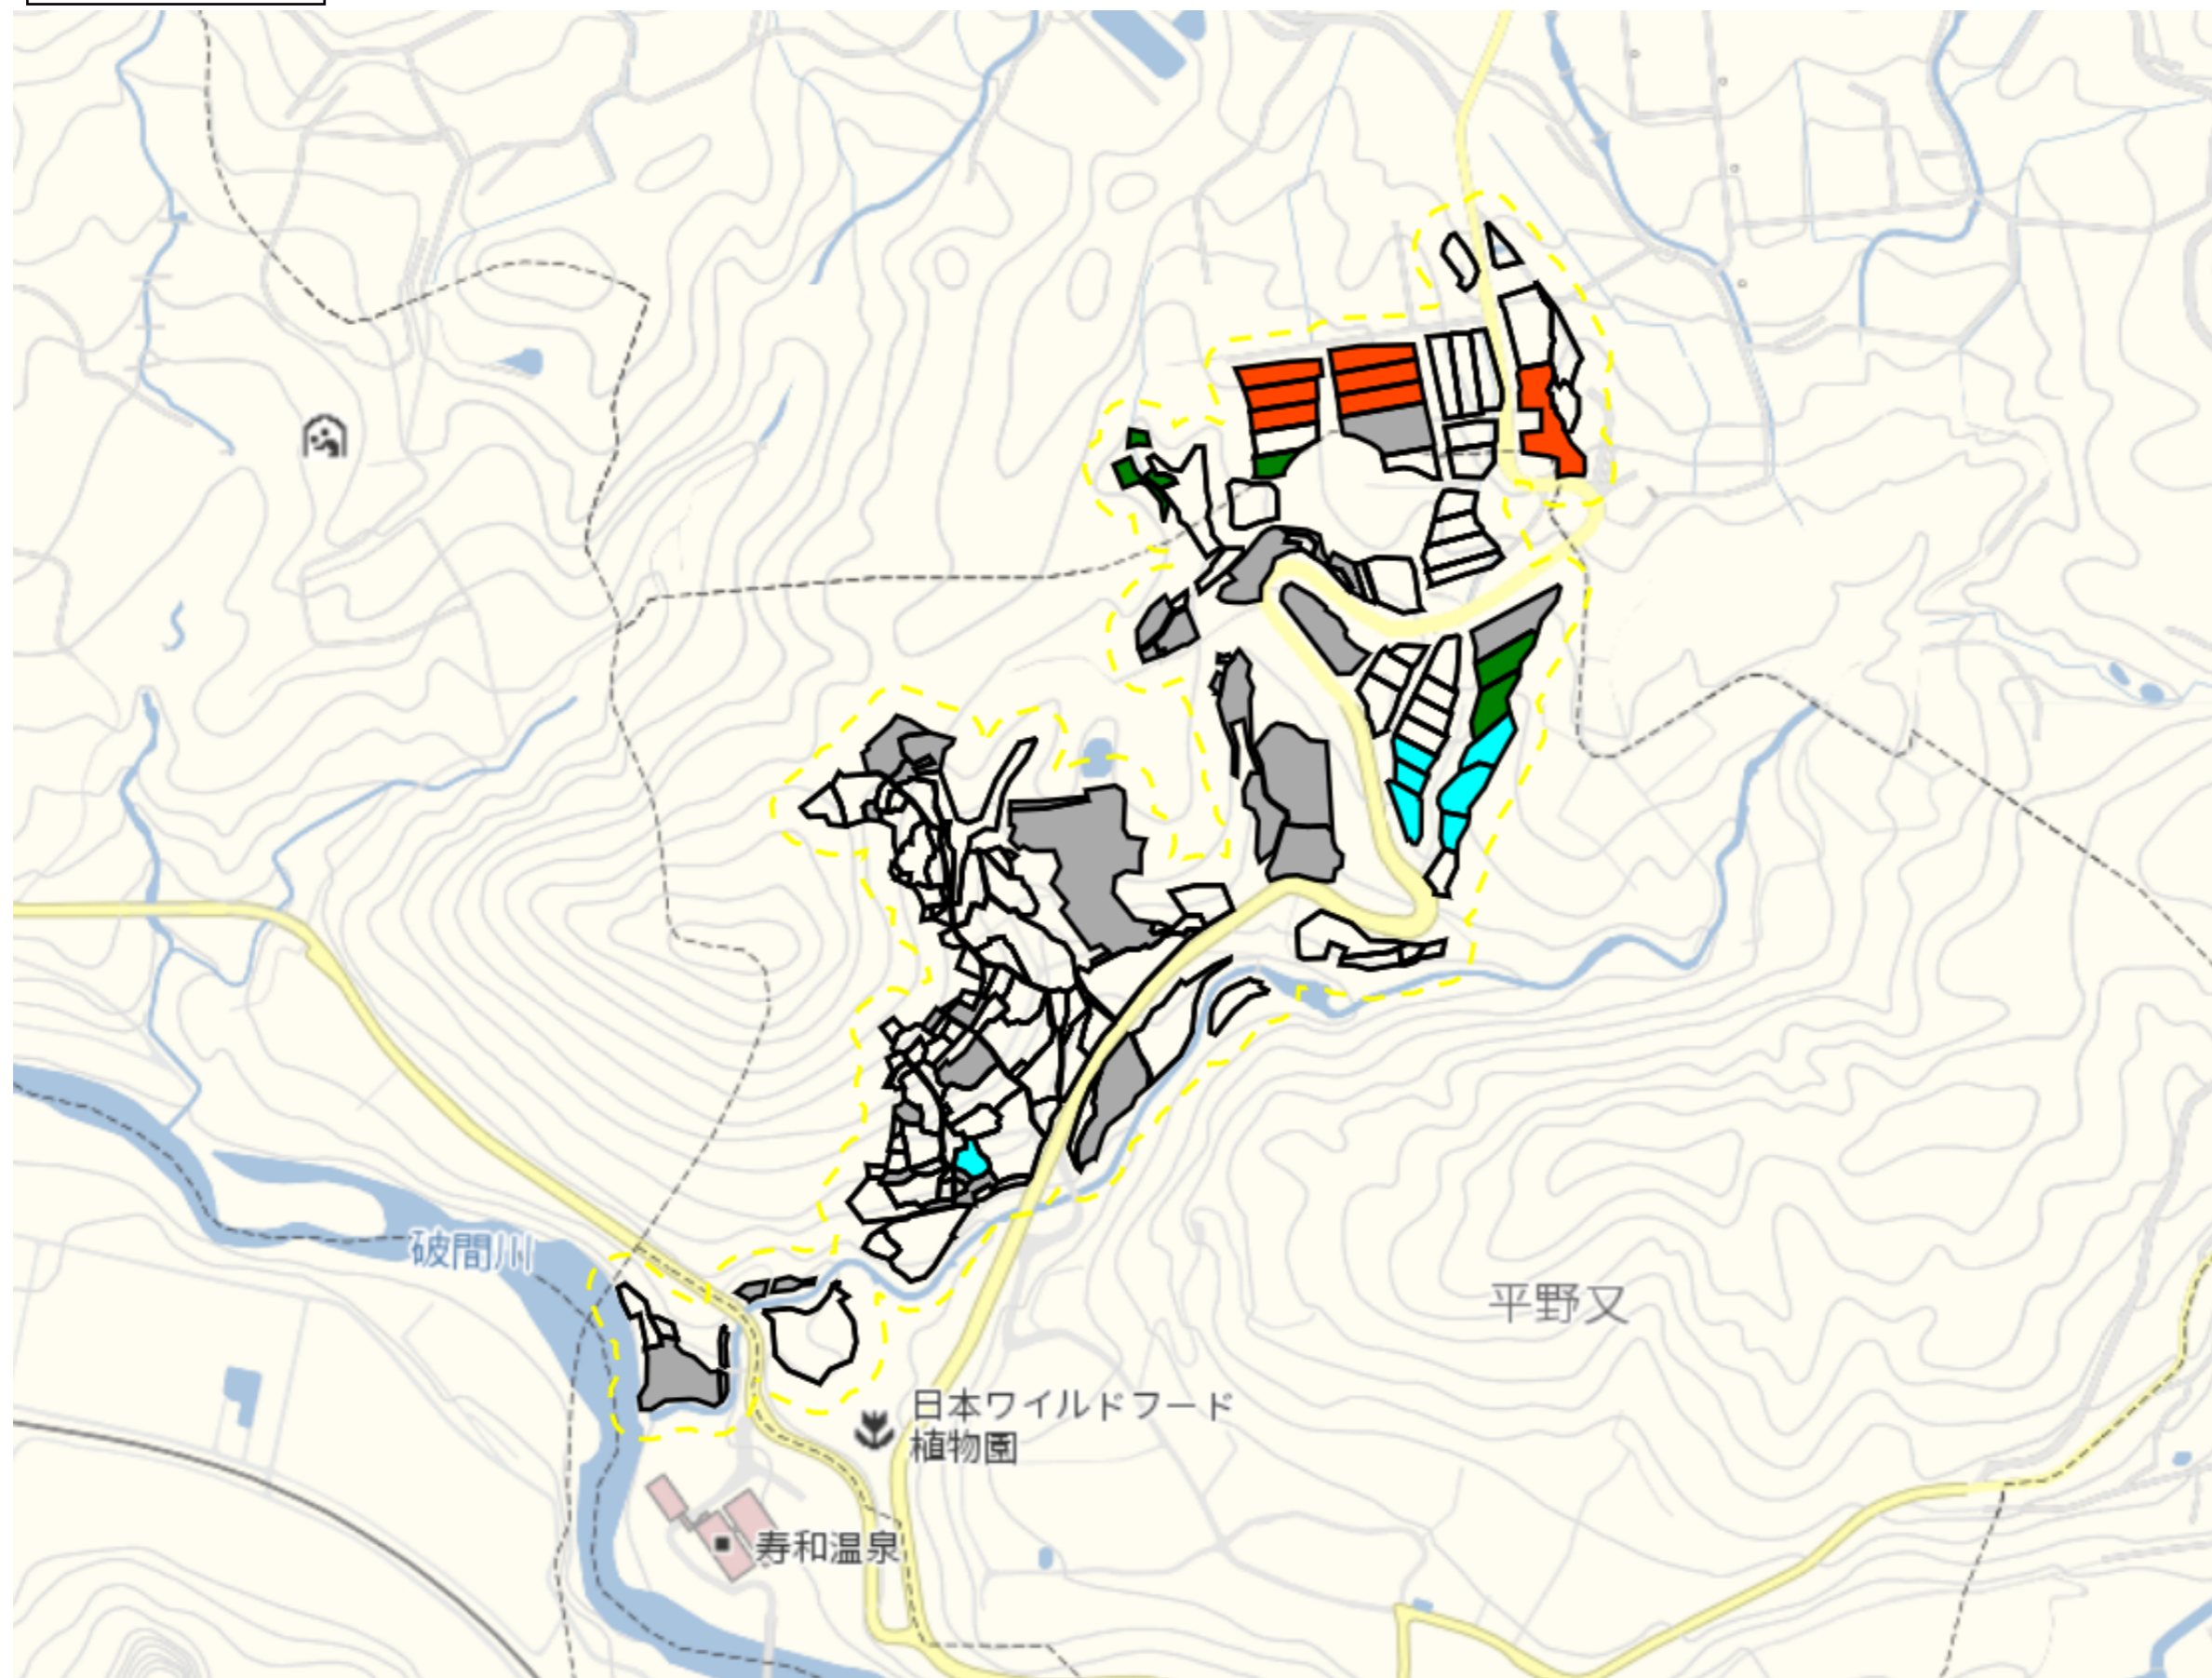 破間川
平野又
日本ワイルドフード
植物園
寿和温泉